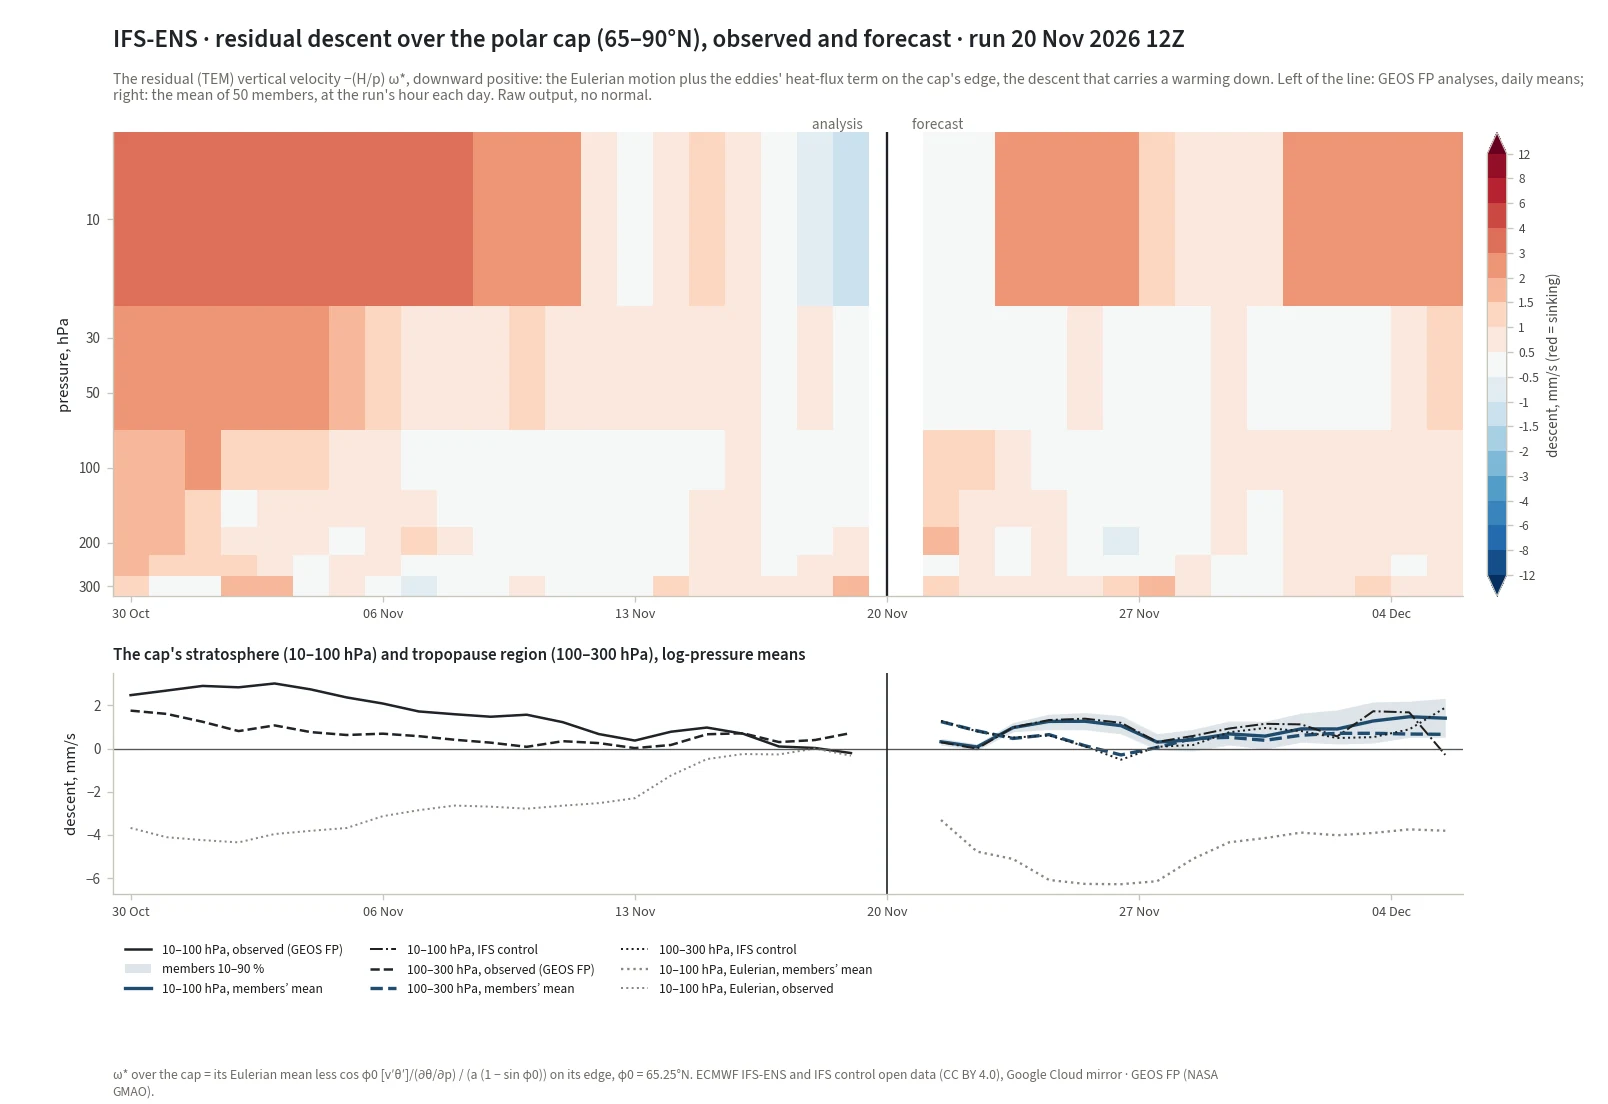 IFS-ENS · residual descent over the polar cap (65–90°N), observed and forecast · run 20 Nov 2026 12Z
The residual (TEM) vertical velocity −(H/p) ω*, downward positive: the Eulerian motion plus the eddies' heat-flux term on the cap's edge, the descent that carries a warming down. Left of the line: GEOS FP analyses, daily means;
right: the mean of 50 members, at the run's hour each day. Raw output, no normal.
analysis
forecast
pressure, hPa
10
30
50
100
200
300
30 Oct
06 Nov
13 Nov
20 Nov
27 Nov
04 Dec
12
8
6
4
3
2
1.5
1
0.5
-0.5
-1
-1.5
-2
-3
-4
-6
-8
-12
descent, mm/s (red = sinking)
The cap's stratosphere (10–100 hPa) and tropopause region (100–300 hPa), log-pressure means
descent, mm/s
2
0
−2
−4
−6
30 Oct
06 Nov
13 Nov
20 Nov
27 Nov
04 Dec
10–100 hPa, observed (GEOS FP)
members 10–90 %
10–100 hPa, members’ mean
10–100 hPa, IFS control
100–300 hPa, observed (GEOS FP)
100–300 hPa, members’ mean
100–300 hPa, IFS control
10–100 hPa, Eulerian, members’ mean
10–100 hPa, Eulerian, observed
ω* over the cap = its Eulerian mean less cos φ0 [v′θ′]/(∂θ/∂p) / (a (1 − sin φ0)) on its edge, φ0 = 65.25°N. ECMWF IFS-ENS and IFS control open data (CC BY 4.0), Google Cloud mirror · GEOS FP (NASA
GMAO).